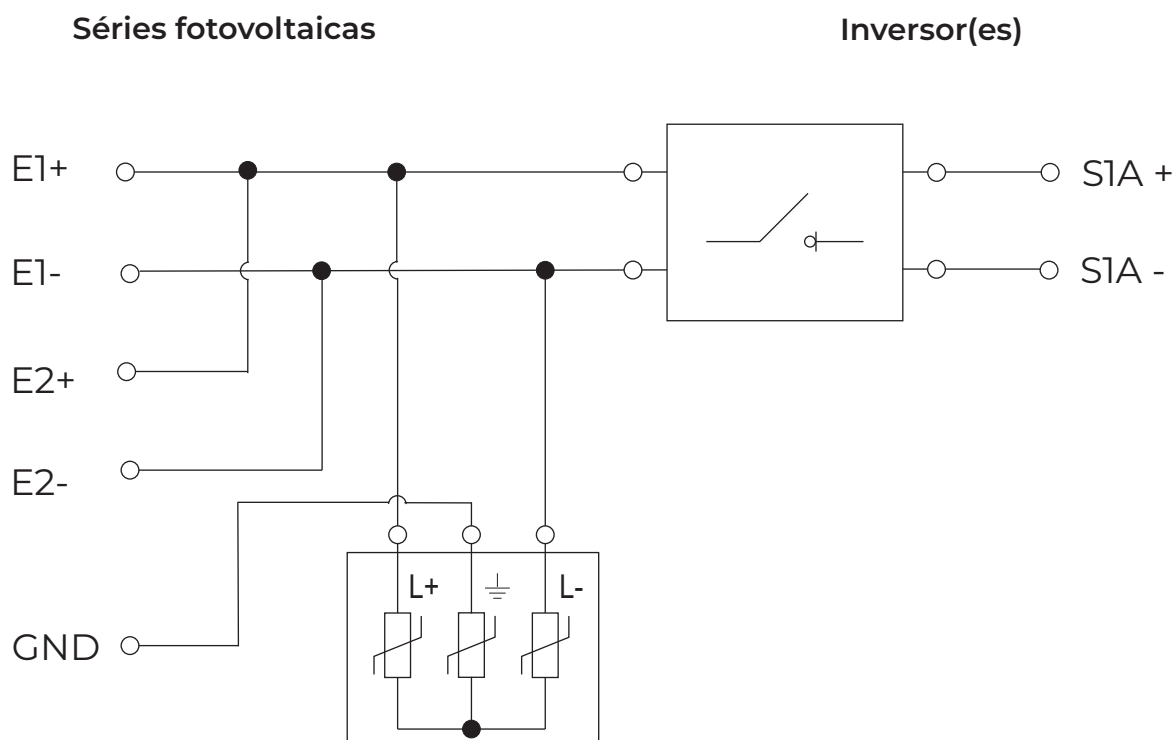 Séries fotovoltaicas
Inversor(es)
E1+
S1A +
E1-
S1A -
E2+
E2-
L+
L-
GND